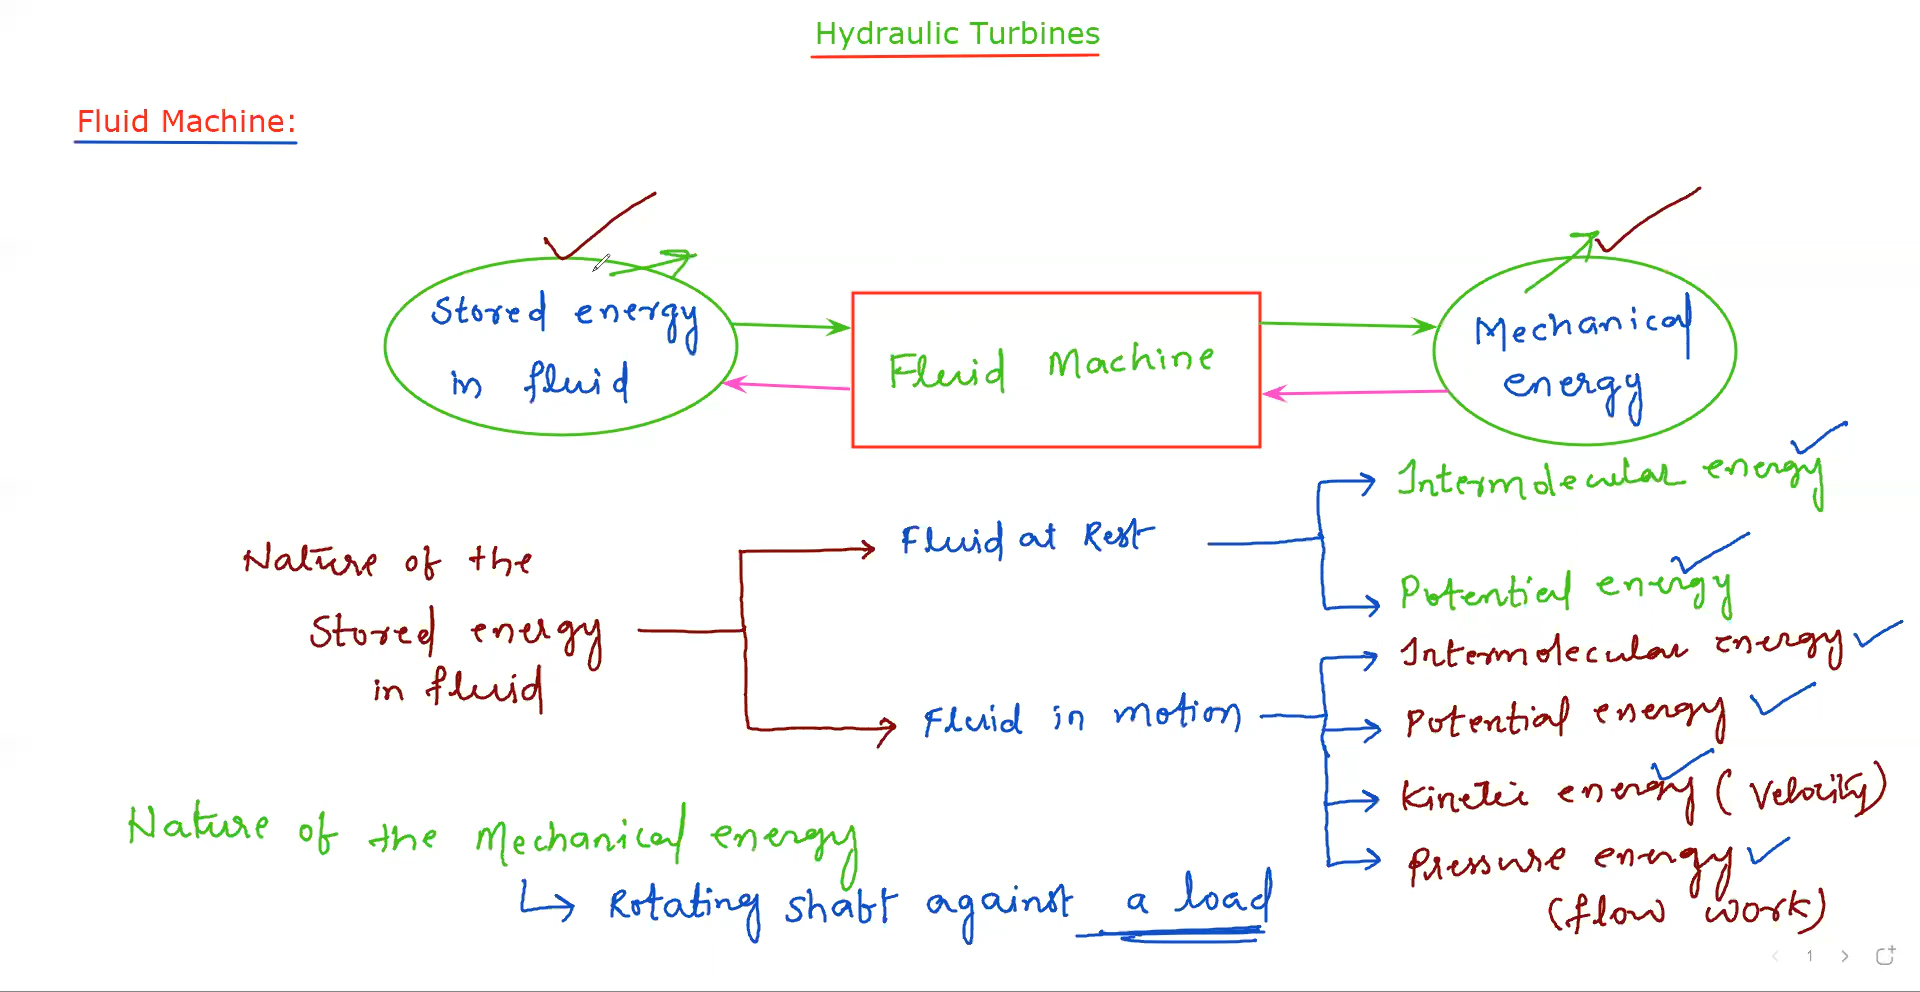 Hydraulic Turbines
Fluid Machine:
Stored energy
in fluid
Fluid Machine
Mechanical
energy
Nature of the
Stored energy
in fluid
Fluid at Rest
Intermolecular energy
Potential energy
Fluid in motion
Intermolecular energy
Potential energy
Kinetic energy (Velocity)
Pressure energy
(flow work)
Nature of the Mechanical energy
Rotating shaft against a load
1